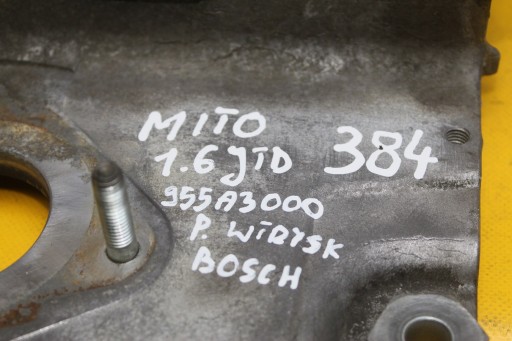 MITO
1.6 JTD 384
955A3000
P. WTRYSK
BOSCH